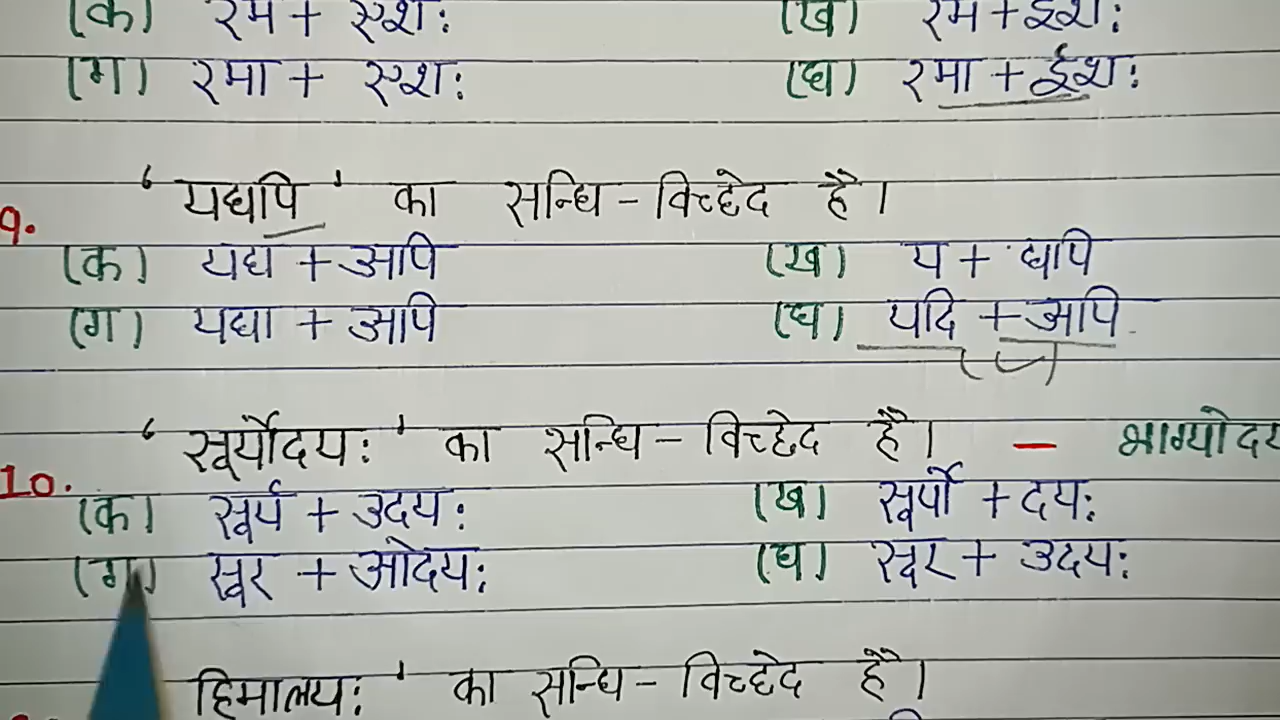 (क) रम + एशः (ख) रम + ईशः
(ग) रमा + एशः (घ) रमा + ईशः
9. ' यद्यपि ' का सन्धि - विच्छेद है।
(क) यद्य + अपि (ख) य + द्यपि
(ग) यद्या + अपि (घ) यदि + अपि
10. ' सूर्योदयः ' का सन्धि - विच्छेद है। — भाग्योदय
(क) सूर्य + उदयः (ख) सूर्यो + दयः
(ग) सूर + ओदयः (घ) सूर + उदयः
हिमालयः ' का सन्धि - विच्छेद है।